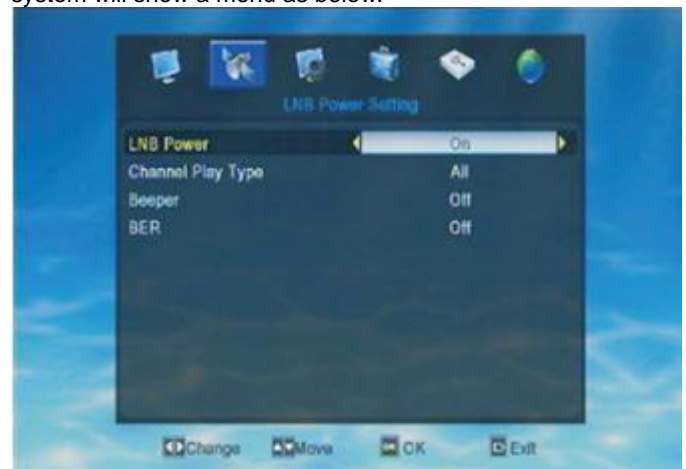 system will show a menu as below.
LNB Power Setting
LNB Power On
Channel Play Type All
Beeper Off
BER Off
Change Move OK Exit